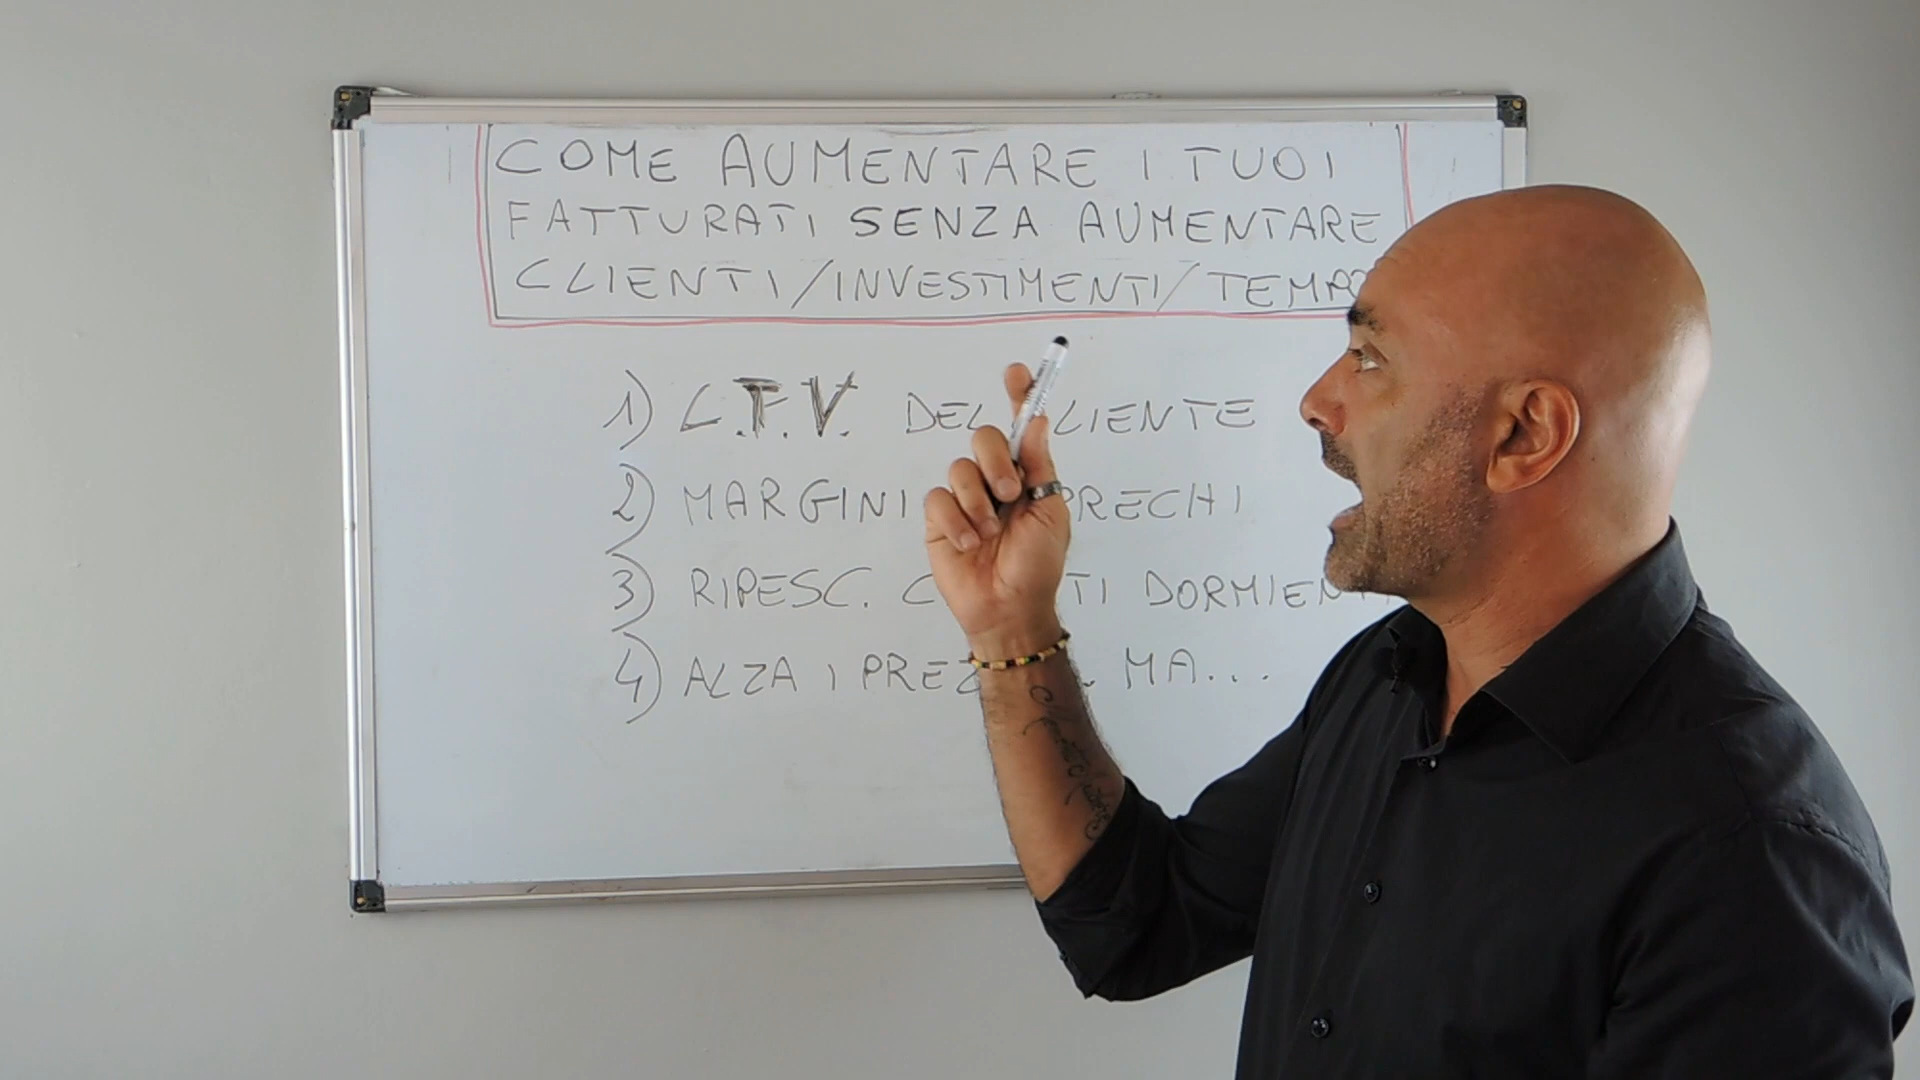 COME AUMENTARE I TUOI
FATTURATI SENZA AUMENTARE
CLIENTI/INVESTIMENTI/TEMP
1) L.T.V. DEL CLIENTE
2) MARGINI SPRECHI
3) RIPESC. CLIENTI DORMIENTI
4) ALZA I PREZZI MA...